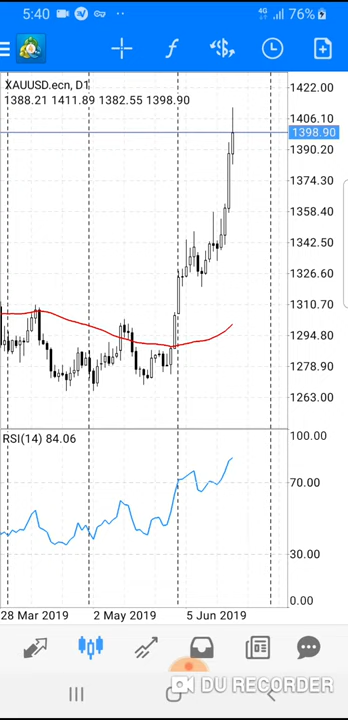 5:40
4G
76%
f
XAUUSD.ecn, D1
1388.21 1411.89 1382.55 1398.90
1422.00
1406.10
1398.90
1390.20
1374.30
1358.40
1342.50
1326.60
1310.70
1294.80
1278.90
1263.00
RSI(14) 84.06
100.00
70.00
30.00
0.00
28 Mar 2019
2 May 2019
5 Jun 2019
DU RECORDER